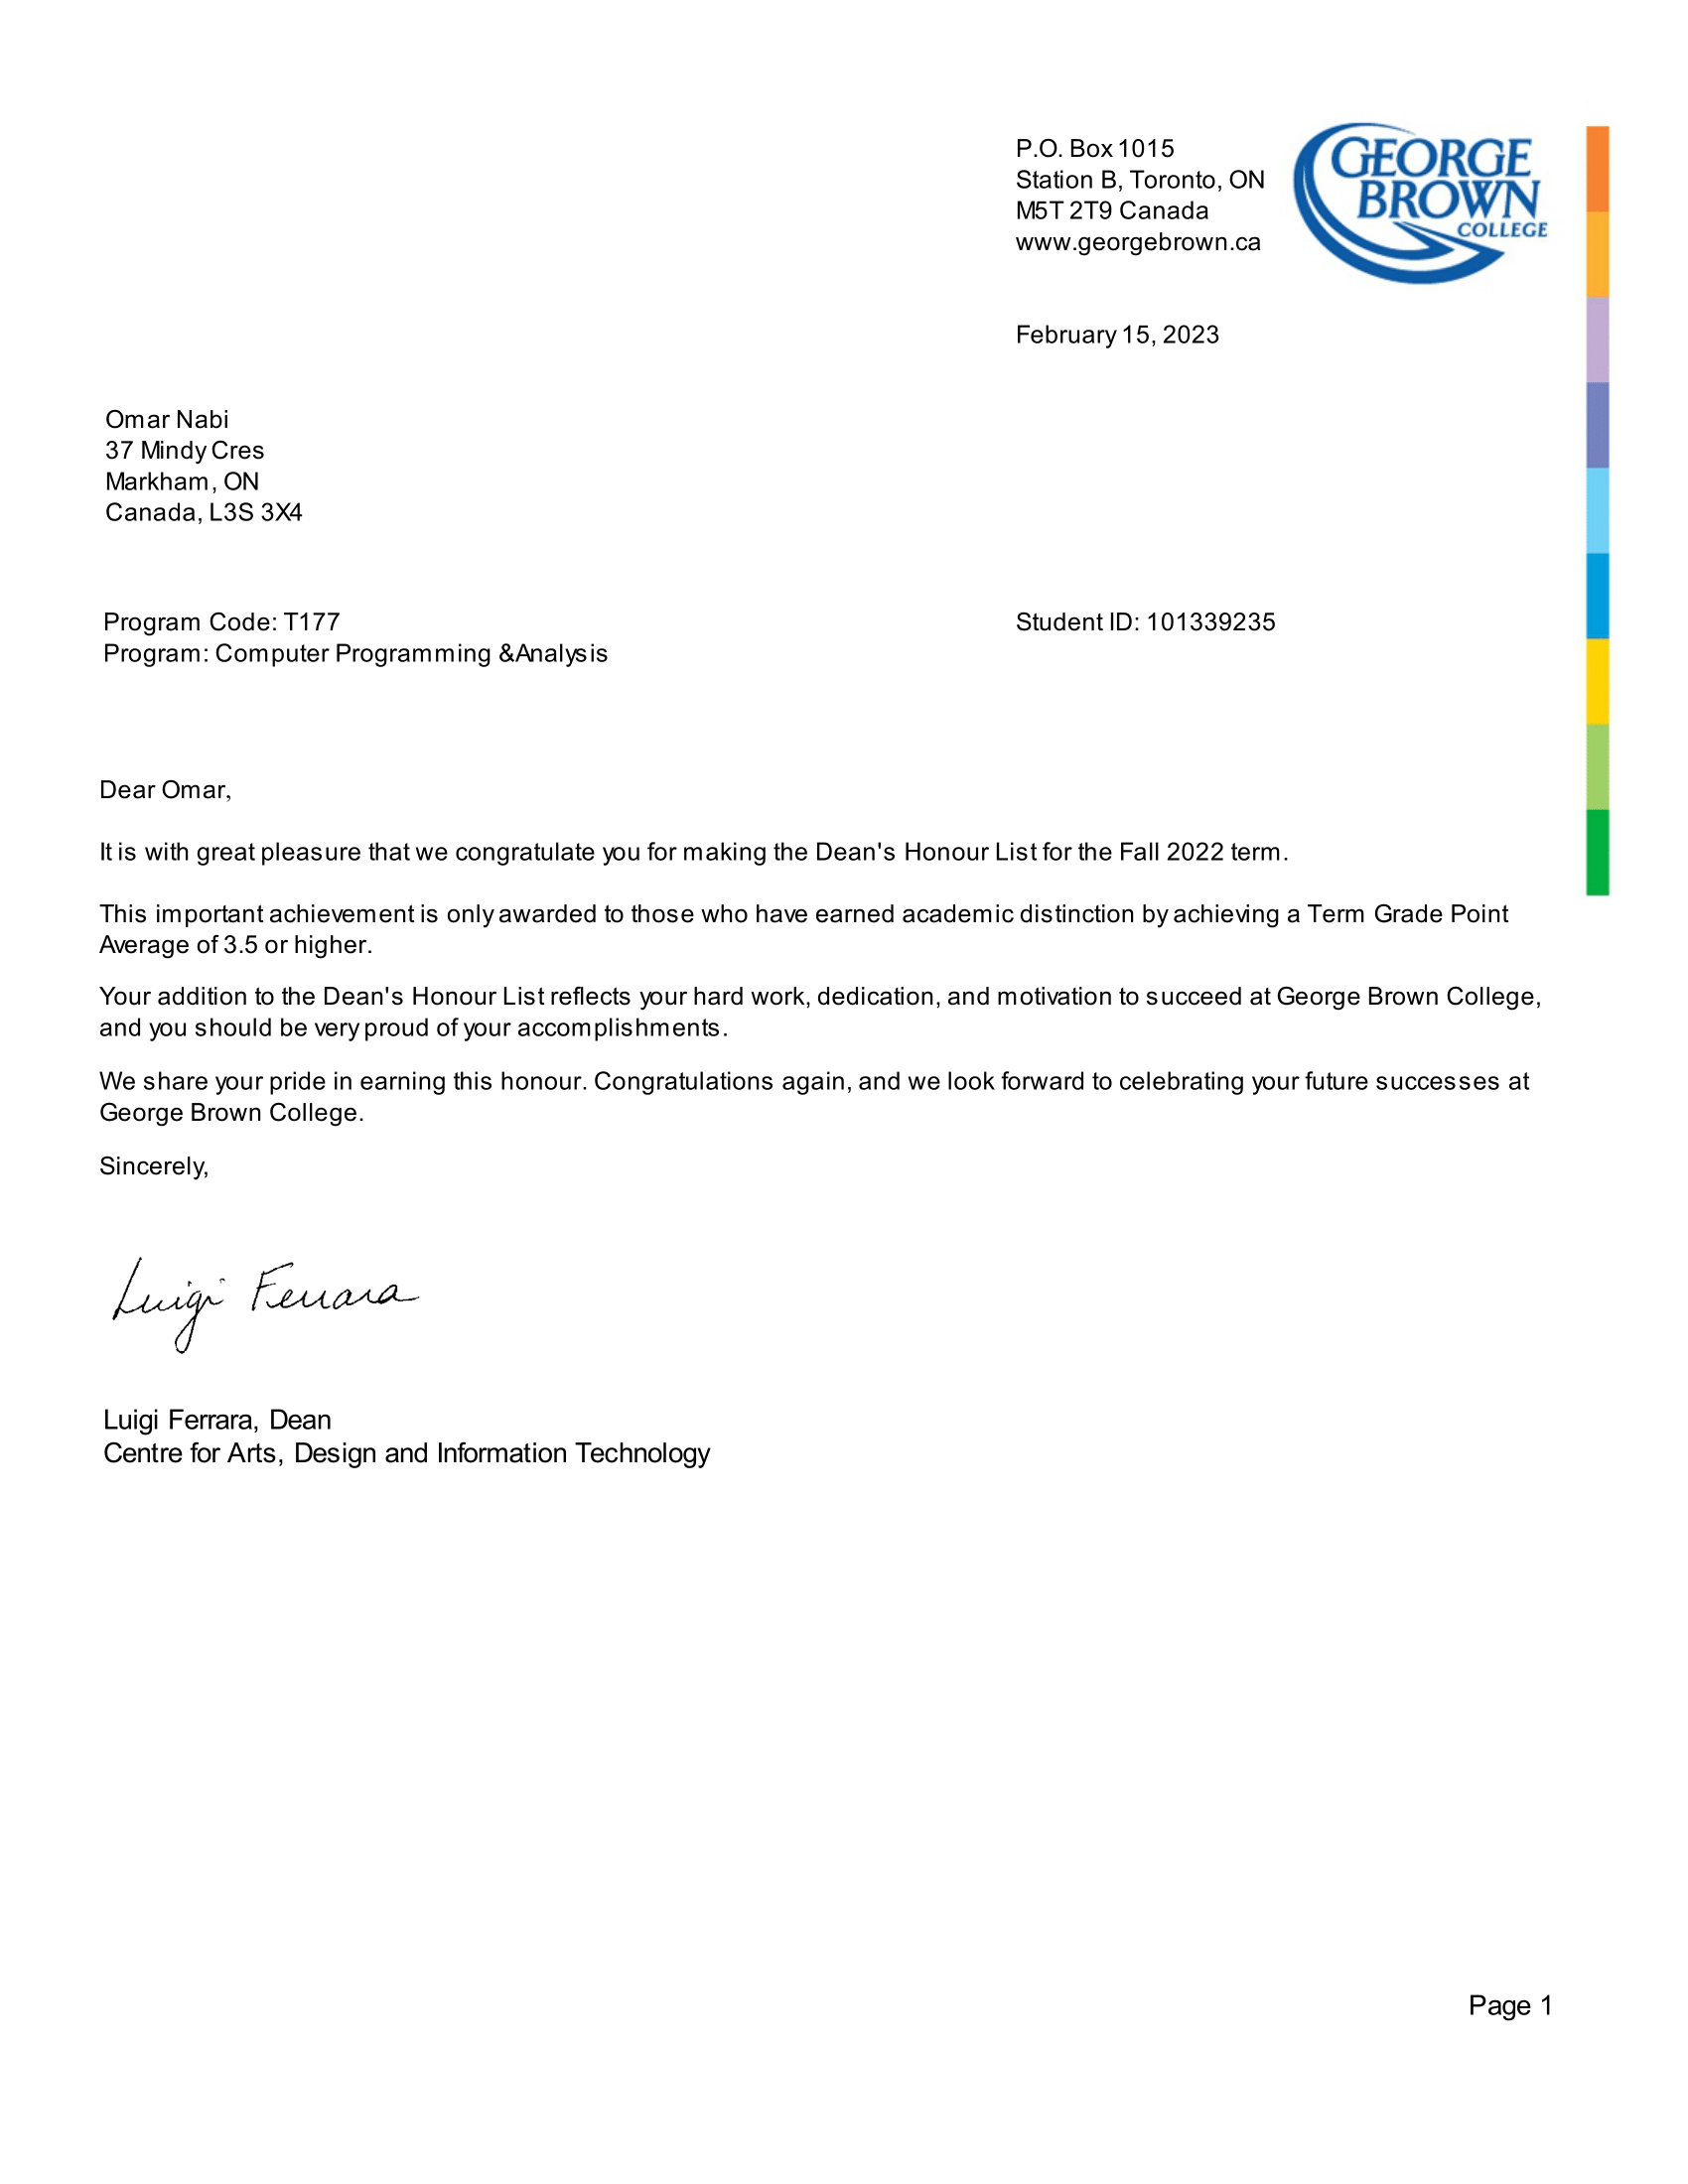 P.O. Box 1015
Station B, Toronto, ON
M5T 2T9 Canada
www.georgebrown.ca
GEORGE
BROWN
COLLEGE
February 15, 2023
Omar Nabi
37 Mindy Cres
Markham, ON
Canada, L3S 3X4
Program Code: T177
Student ID: 101339235
Program: Computer Programming &Analysis
Dear Omar,
It is with great pleasure that we congratulate you for making the Dean's Honour List for the Fall 2022 term.
This important achievement is only awarded to those who have earned academic distinction by achieving a Term Grade Point
Average of 3.5 or higher.
Your addition to the Dean's Honour List reflects your hard work, dedication, and motivation to succeed at George Brown College,
and you should be very proud of your accomplishments.
We share your pride in earning this honour. Congratulations again, and we look forward to celebrating your future successes at
George Brown College.
Sincerely,
Luigi Ferrara
Luigi Ferrara, Dean
Centre for Arts, Design and Information Technology
Page 1